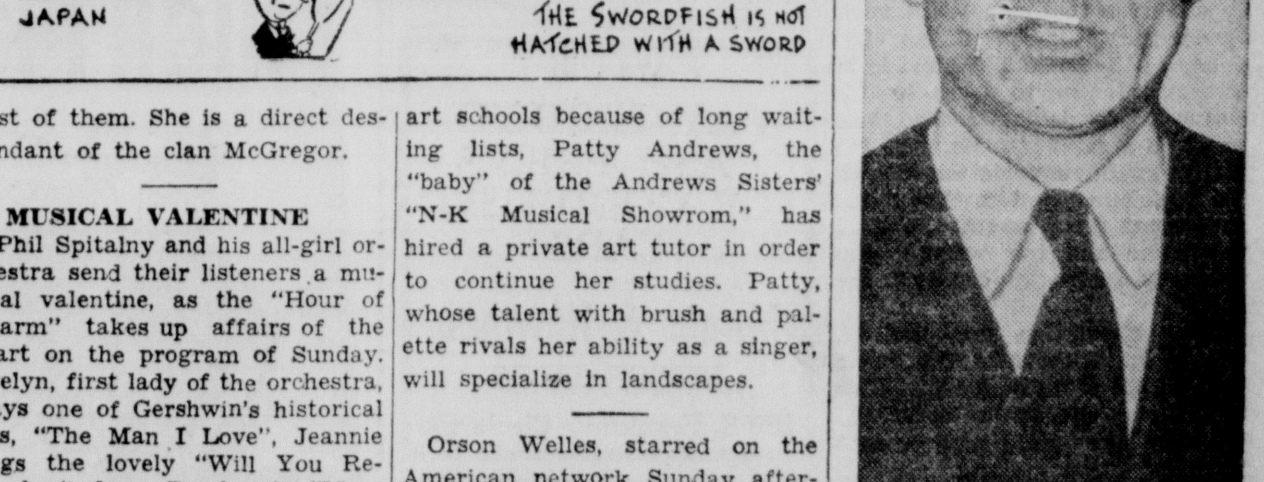 JAPAN
THE SWORDFISH IS NOT
HATCHED WITH A SWORD
st of them. She is a direct des-
ndant of the clan McGregor.
MUSICAL VALENTINE
Phil Spitalny and his all-girl or-
estra send their listeners a mu-
al valentine, as the "Hour of
arm" takes up affairs of the
art on the program of Sunday.
elyn, first lady of the orchestra,
ys one of Gershwin's historical
s, "The Man I Love", Jeannie
gs the lovely "Will You Re-
art schools because of long wait-
ing lists, Patty Andrews, the
"baby" of the Andrews Sisters'
"N-K Musical Showrom," has
hired a private art tutor in order
to continue her studies. Patty,
whose talent with brush and pal-
ette rivals her ability as a singer,
will specialize in landscapes.
Orson Welles, starred on the
American network Sunday after-